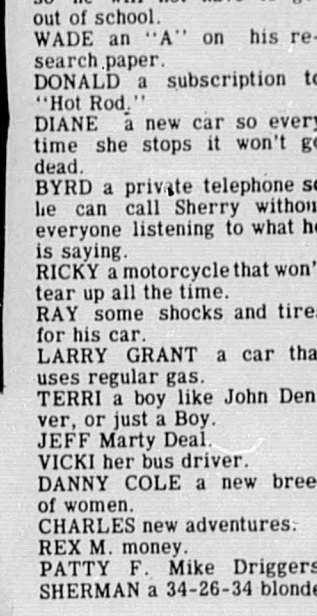 out of school.
WADE an "A" on his re-
search paper.
DONALD a subscription to
"Hot Rod."
DIANE a new car so every
time she stops it won't go
dead.
BYRD a private telephone so
he can call Sherry without
everyone listening to what he
is saying.
RICKY a motorcycle that won'
tear up all the time.
RAY some shocks and tire
for his car.
LARRY GRANT a car tha
uses regular gas.
TERRI a boy like John Den
ver, or just a Boy.
JEFF Marty Deal.
VICKI her bus driver.
DANNY COLE a new bree
of women.
CHARLES new adventures.
REX M. money.
PATTY F. Mike Driggers
SHERMAN a 34-26-34 blonde